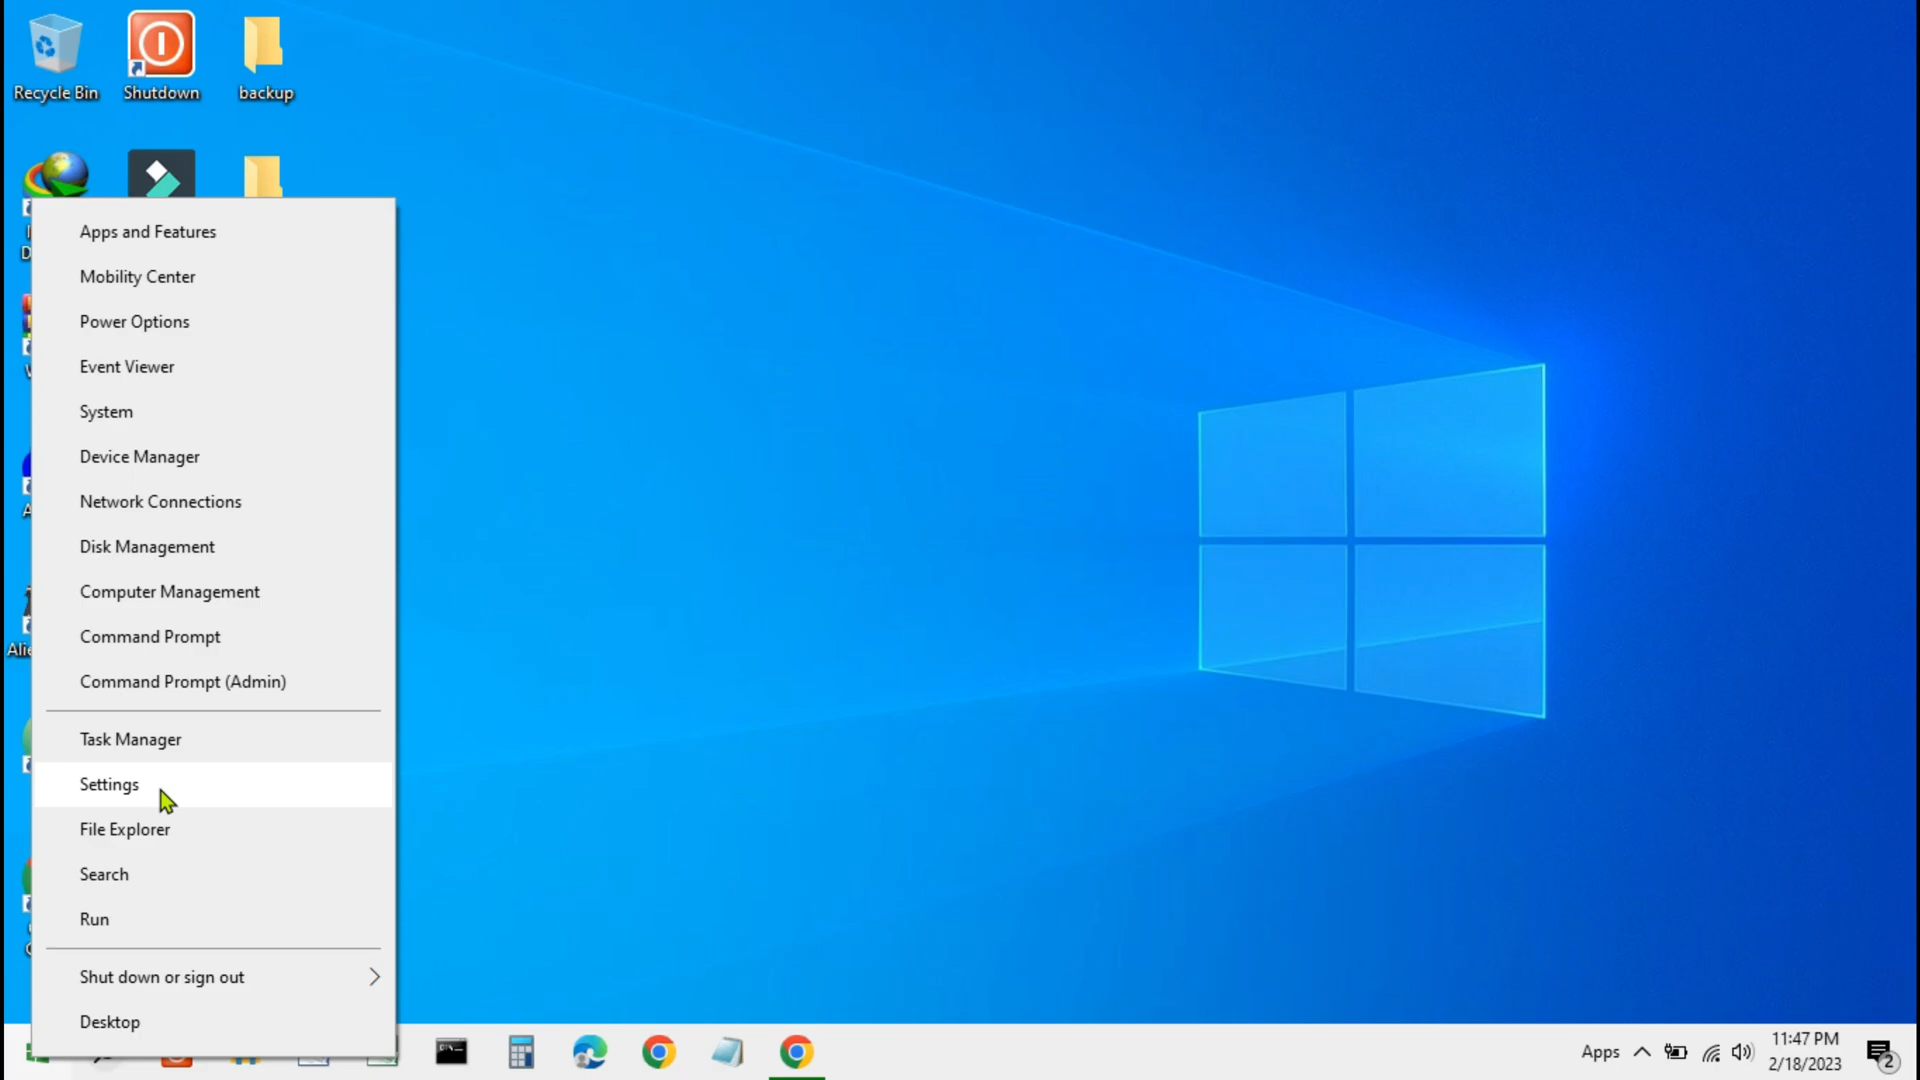 Recycle Bin
Shutdown
backup
Apps and Features
Mobility Center
Power Options
Event Viewer
System
Device Manager
Network Connections
Disk Management
Computer Management
Command Prompt
Command Prompt (Admin)
Task Manager
Settings
File Explorer
Search
Run
Shut down or sign out
Desktop
Apps
11:47 PM
2/18/2023
2